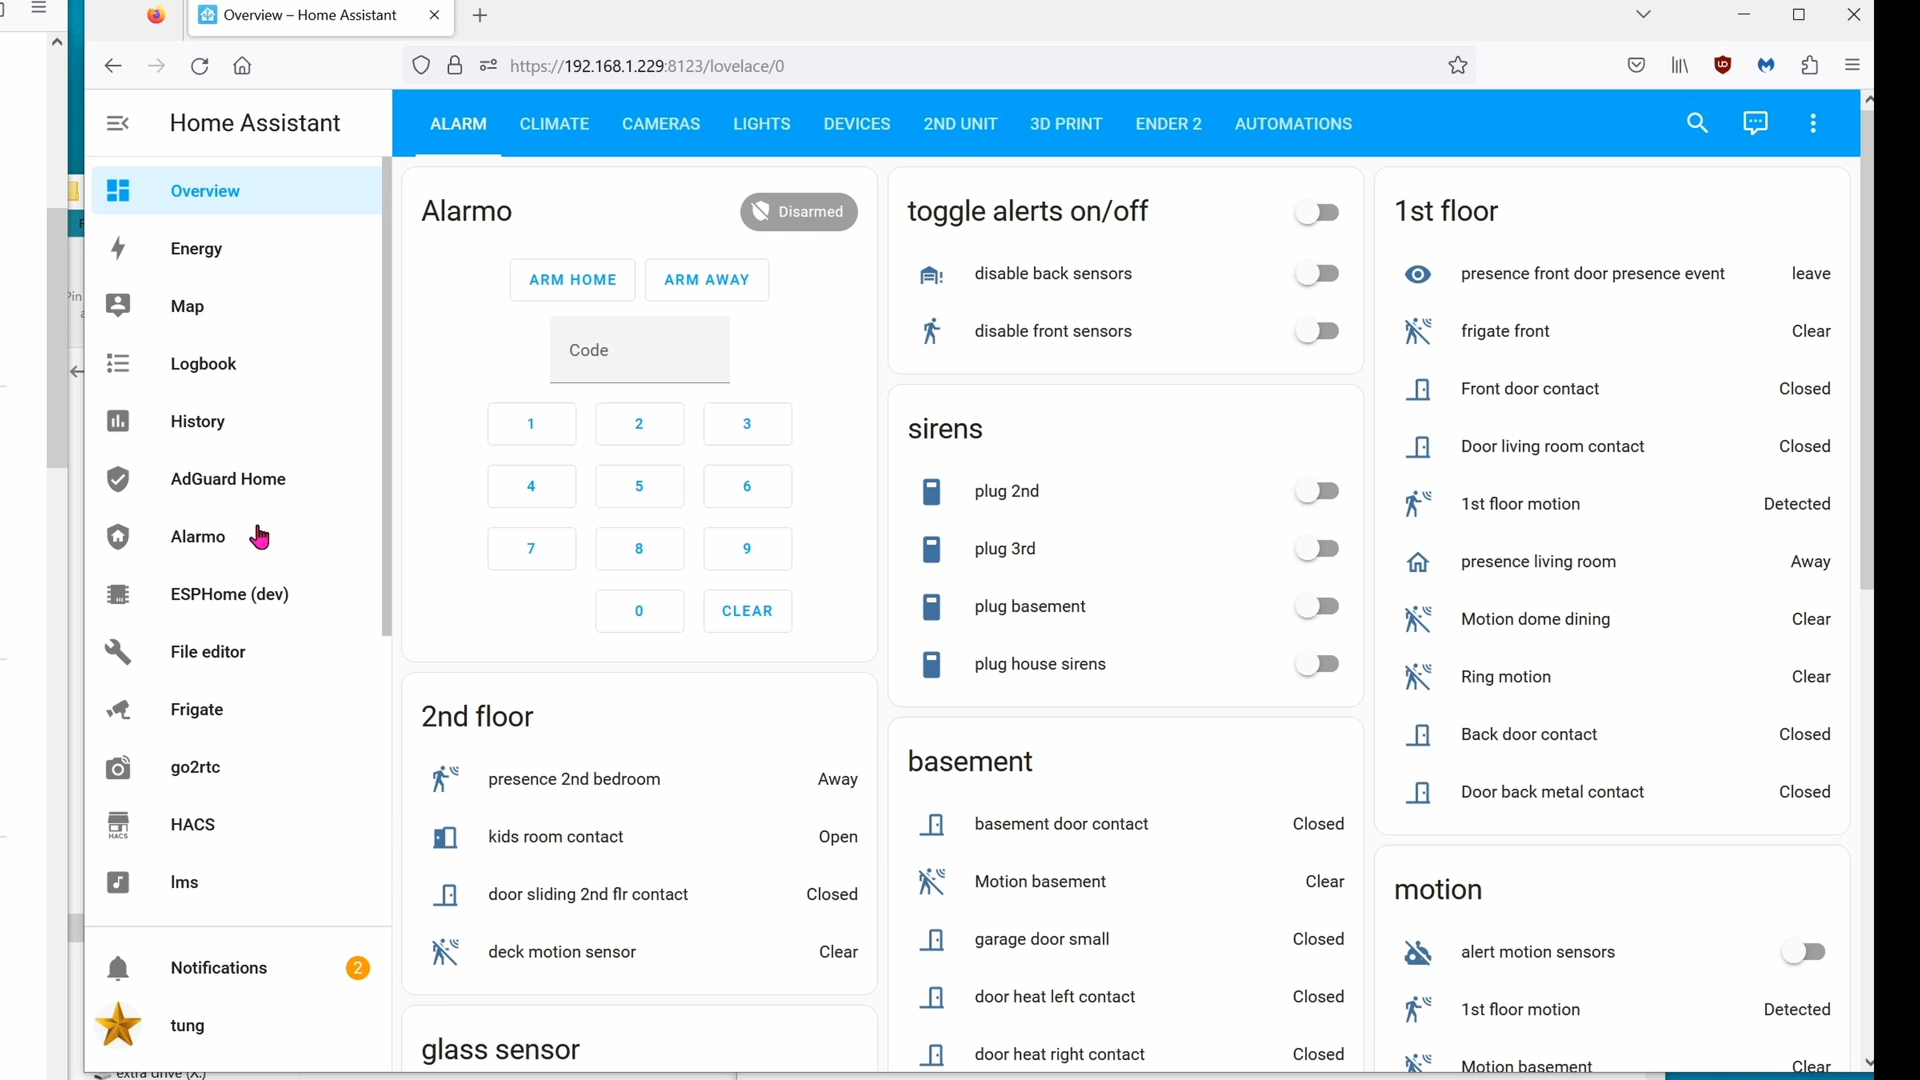 Overview – Home Assistant
https://192.168.1.229:8123/lovelace/0
Home Assistant
ALARM CLIMATE CAMERAS LIGHTS DEVICES 2ND UNIT 3D PRINT ENDER 2 AUTOMATIONS
Overview
Energy
Map
Logbook
History
AdGuard Home
Alarmo
ESPHome (dev)
File editor
Frigate
go2rtc
HACS
HACS
lms
Notifications 2
tung
Alarmo Disarmed
ARM HOME ARM AWAY
Code
1 2 3
4 5 6
7 8 9
0 CLEAR
2nd floor
presence 2nd bedroom Away
kids room contact Open
door sliding 2nd flr contact Closed
deck motion sensor Clear
glass sensor
toggle alerts on/off
disable back sensors
disable front sensors
sirens
plug 2nd
plug 3rd
plug basement
plug house sirens
basement
basement door contact Closed
Motion basement Clear
garage door small Closed
door heat left contact Closed
door heat right contact Closed
1st floor
presence front door presence event leave
frigate front Clear
Front door contact Closed
Door living room contact Closed
1st floor motion Detected
presence living room Away
Motion dome dining Clear
Ring motion Clear
Back door contact Closed
Door back metal contact Closed
motion
alert motion sensors
1st floor motion Detected
Motion basement Clear
extra drive (X:)